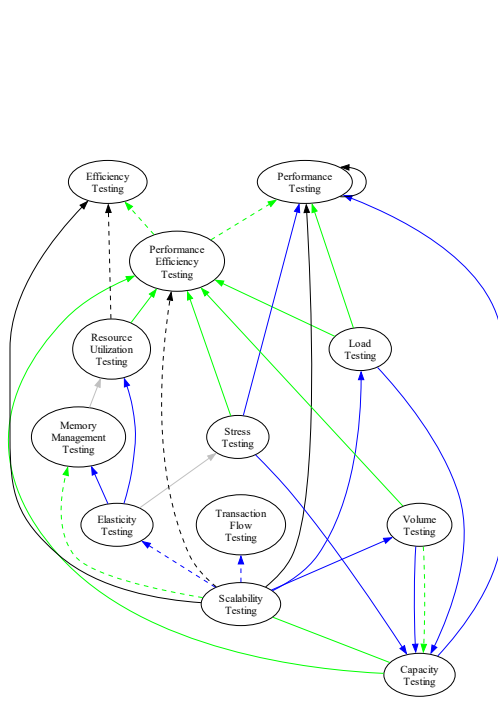 Efficiency
Testing
Performance
Testing
Performance
Efficiency
Testing
Resource
Utilization
Testing
Load
Testing
Memory
Management
Testing
Stress
Testing
Elasticity
Testing
Transaction
Flow
Testing
Volume
Testing
Scalability
Testing
Capacity
Testing